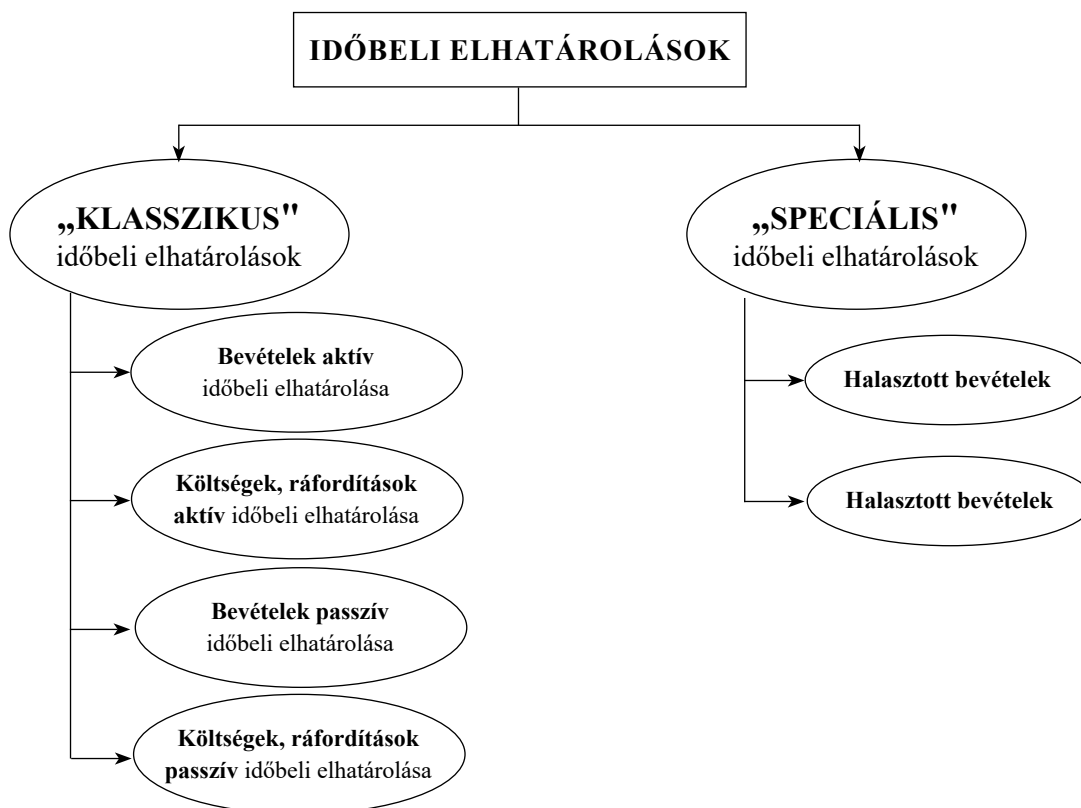 IDŐBELI ELHATÁROLÁSOK
„KLASSZIKUS"
időbeli elhatárolások
Bevételek aktív
időbeli elhatárolása
Költségek, ráfordítások
aktív időbeli elhatárolása
Bevételek passzív
időbeli elhatárolása
Költségek, ráfordítások
passzív időbeli elhatárolása
„SPECIÁLIS"
időbeli elhatárolások
Halasztott bevételek
Halasztott bevételek